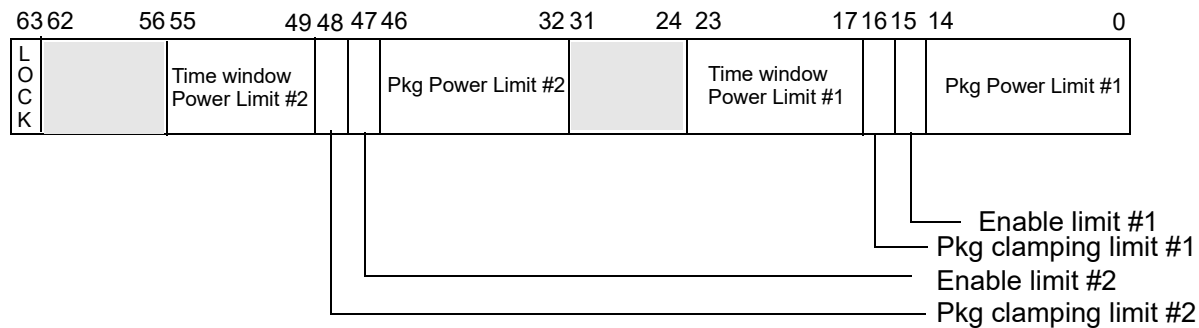 63 62 56 55 49 48 47 46 32 31 24 23 17 16 15 14 0
LOCK
Time window
Power Limit #2
Pkg Power Limit #2
Time window
Power Limit #1
Pkg Power Limit #1
Enable limit #1
Pkg clamping limit #1
Enable limit #2
Pkg clamping limit #2